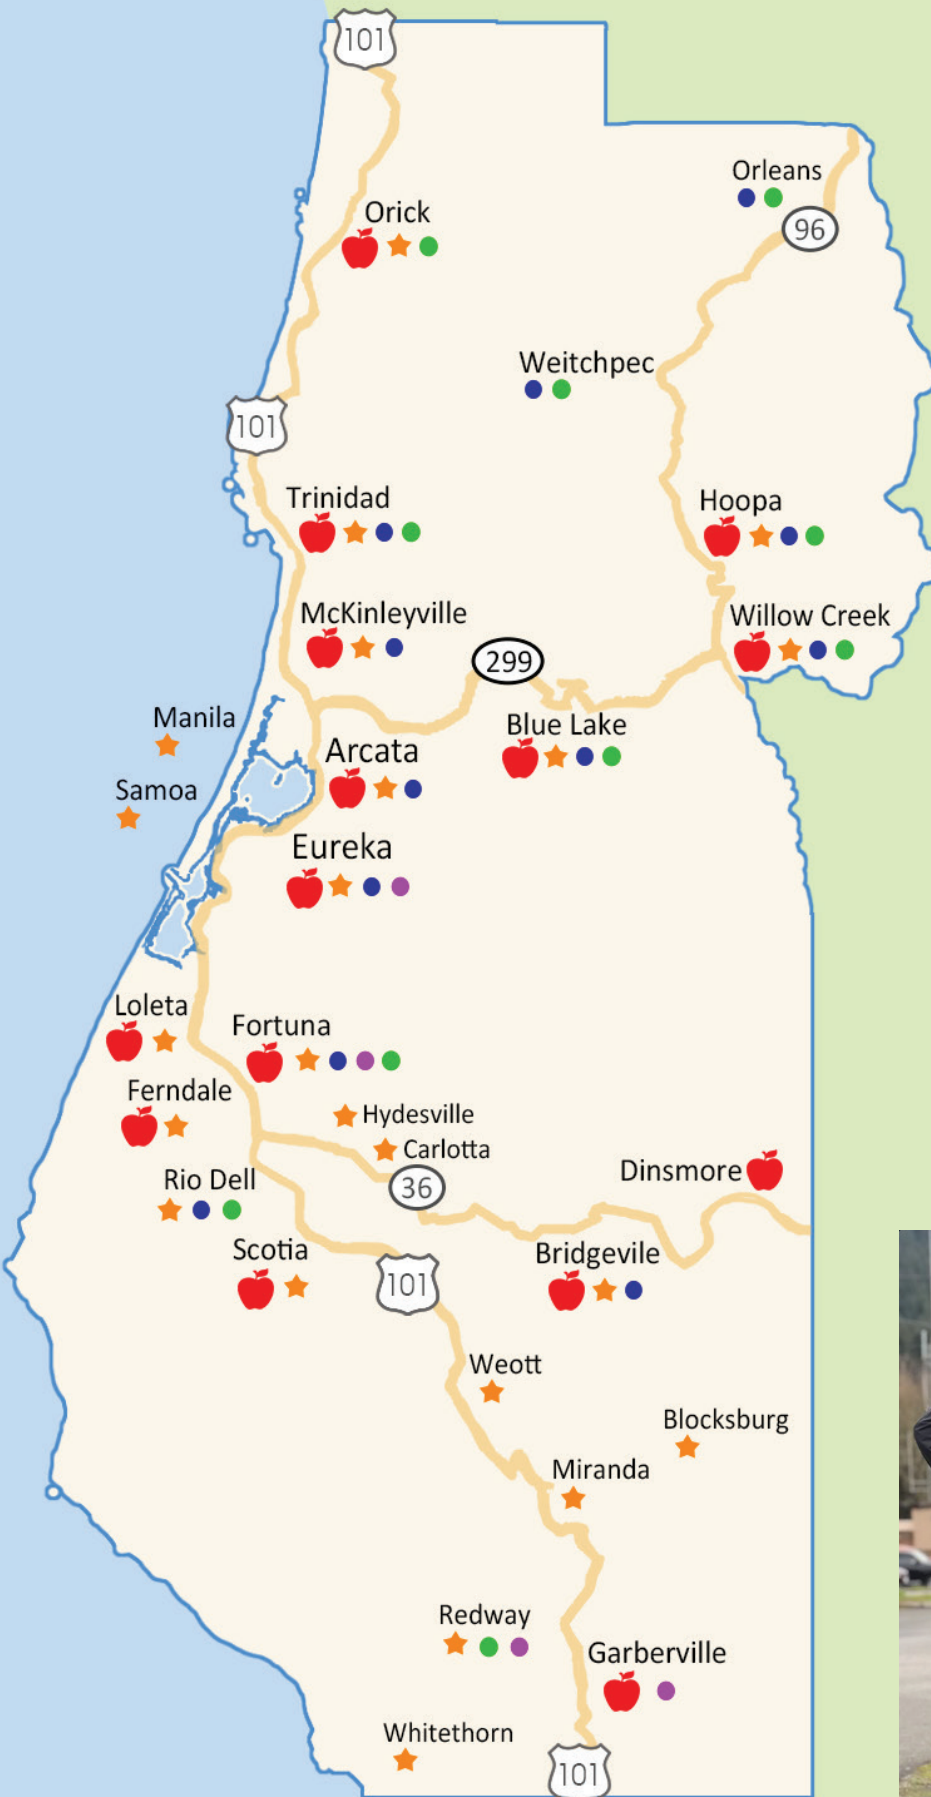 101
Orleans
96
Orick
Weitchpec
101
Trinidad
Hoopa
McKinleyville
Willow Creek
299
Manila
Blue Lake
Arcata
Samoa
Eureka
Loleta
Fortuna
Ferndale
Hydesville
Carlotta
Dinsmore
Rio Dell
36
Scotia
Bridgevile
101
Weott
Blocksburg
Miranda
Redway
Garberville
Whitethorn
101